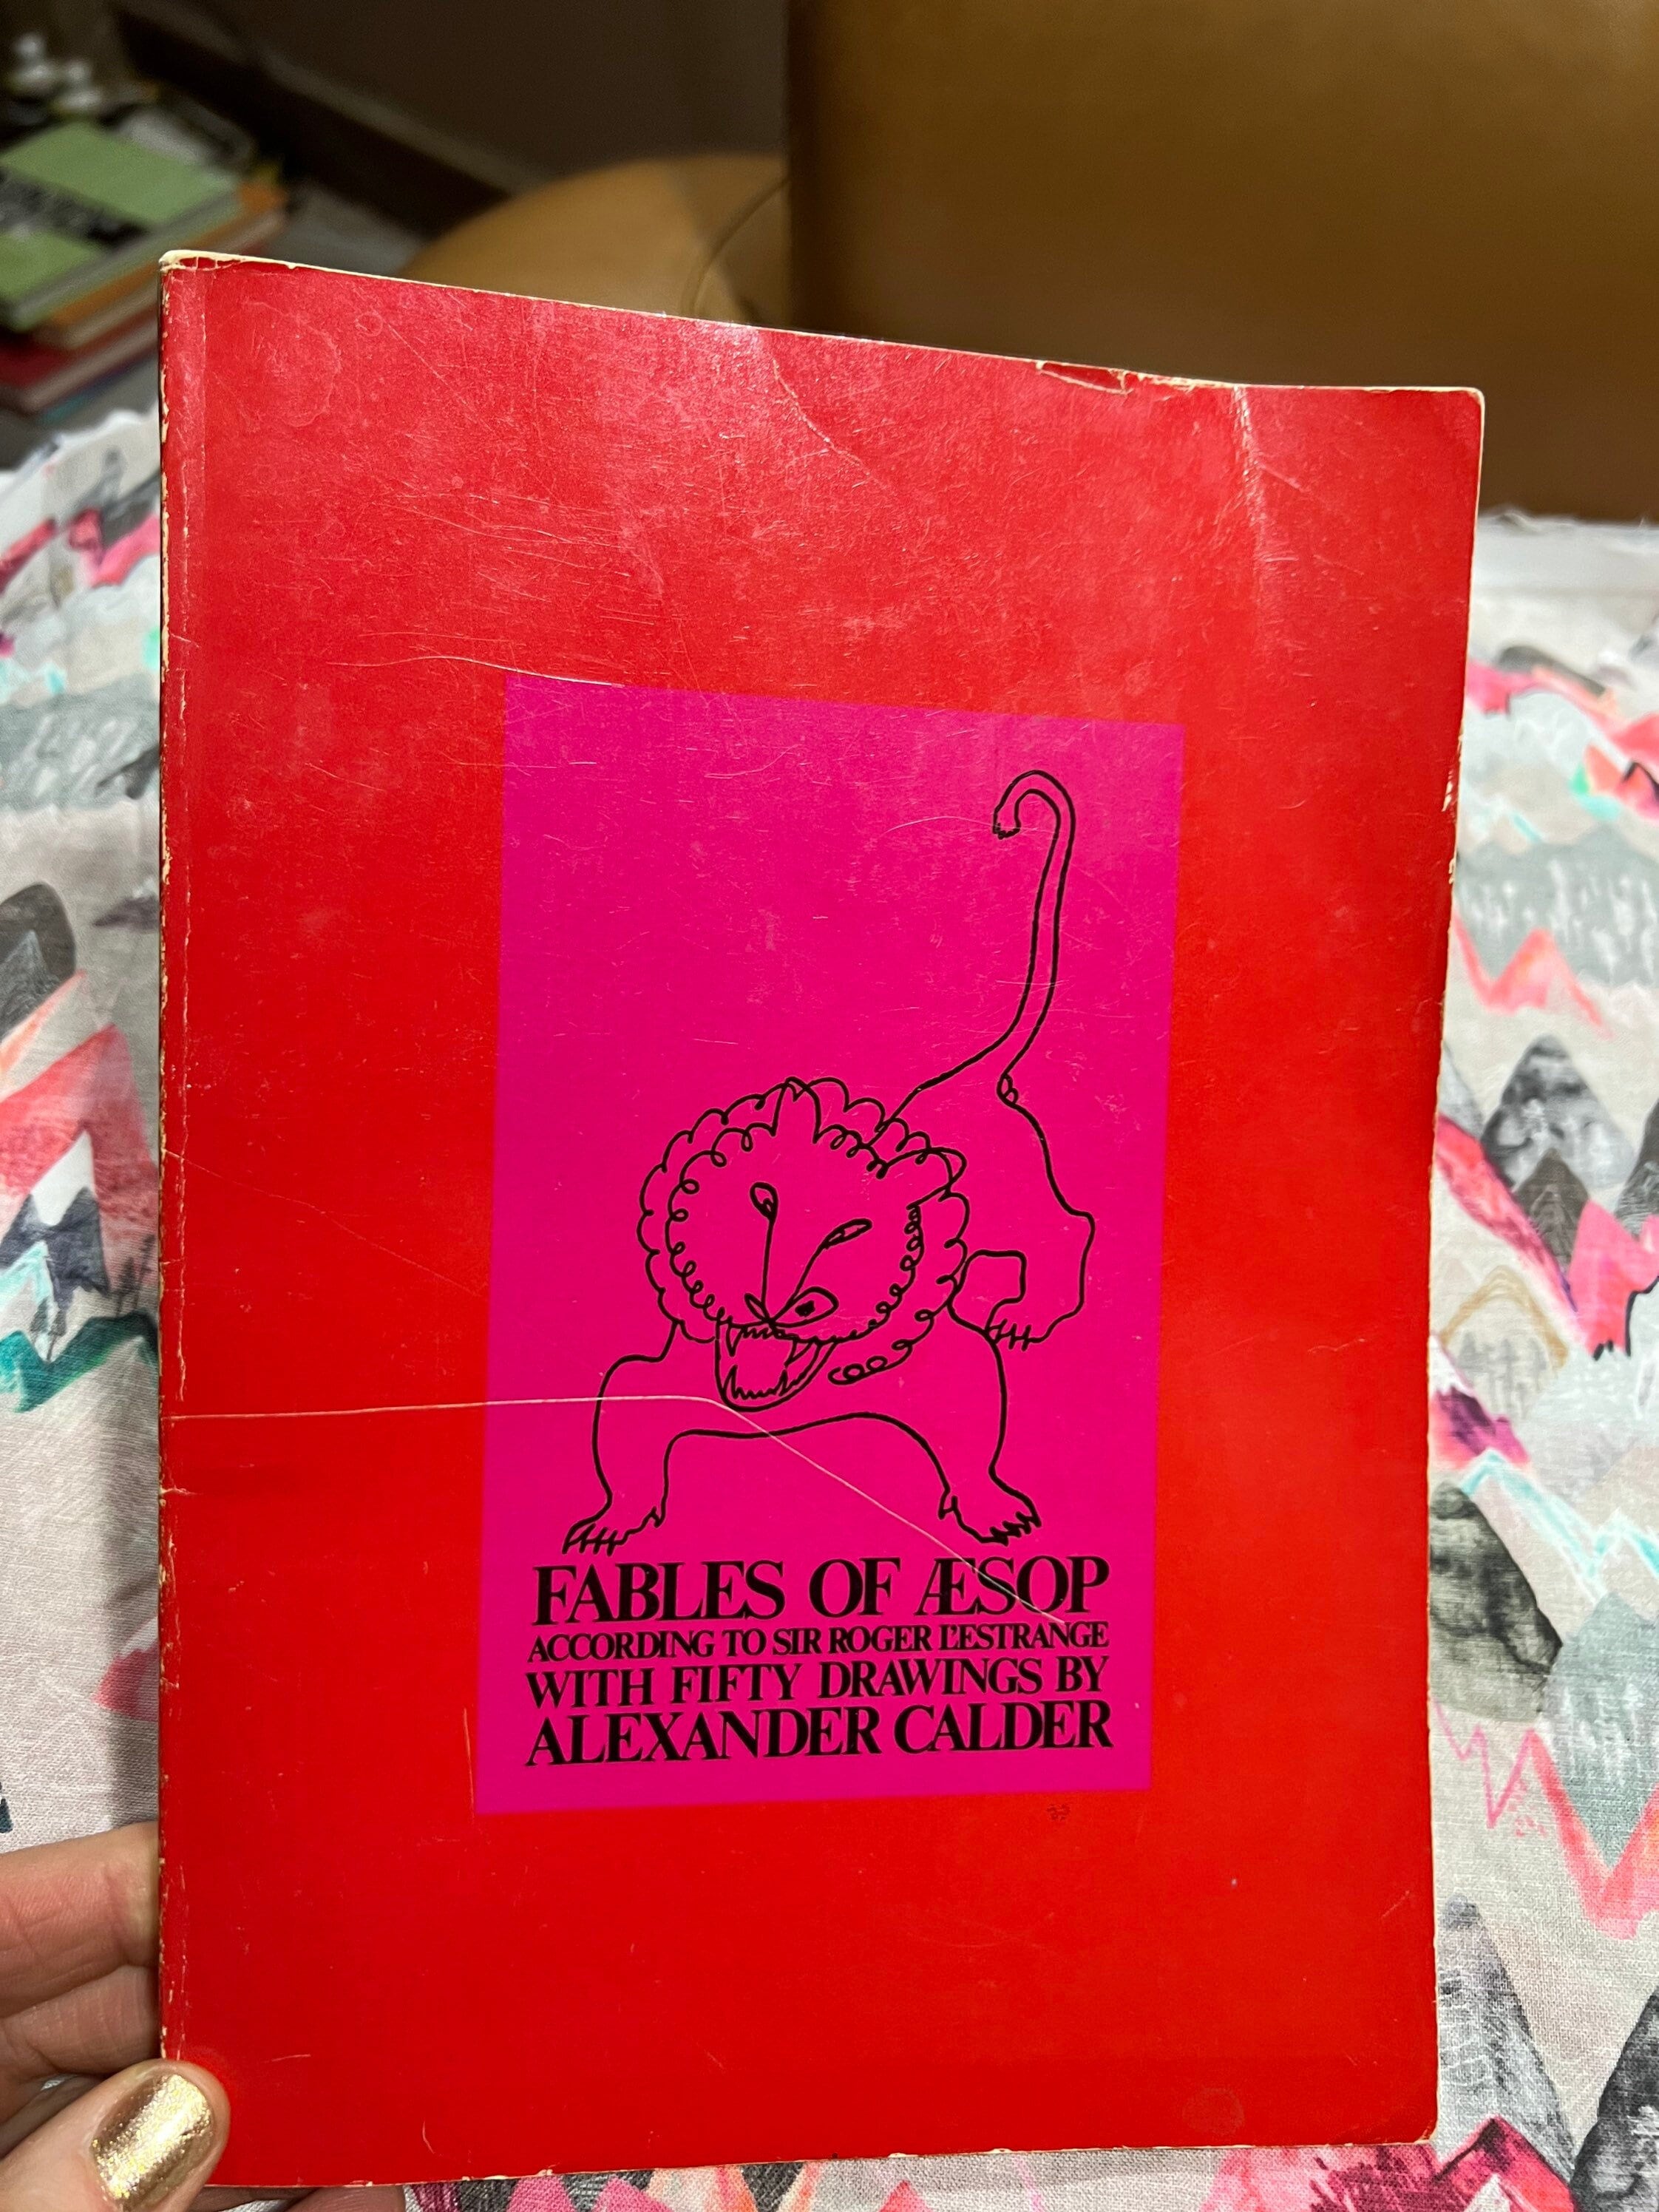 FABLES OF ÆSOP
ACCORDING TO SIR ROGER L'ESTRANGE
WITH FIFTY DRAWINGS BY
ALEXANDER CALDER